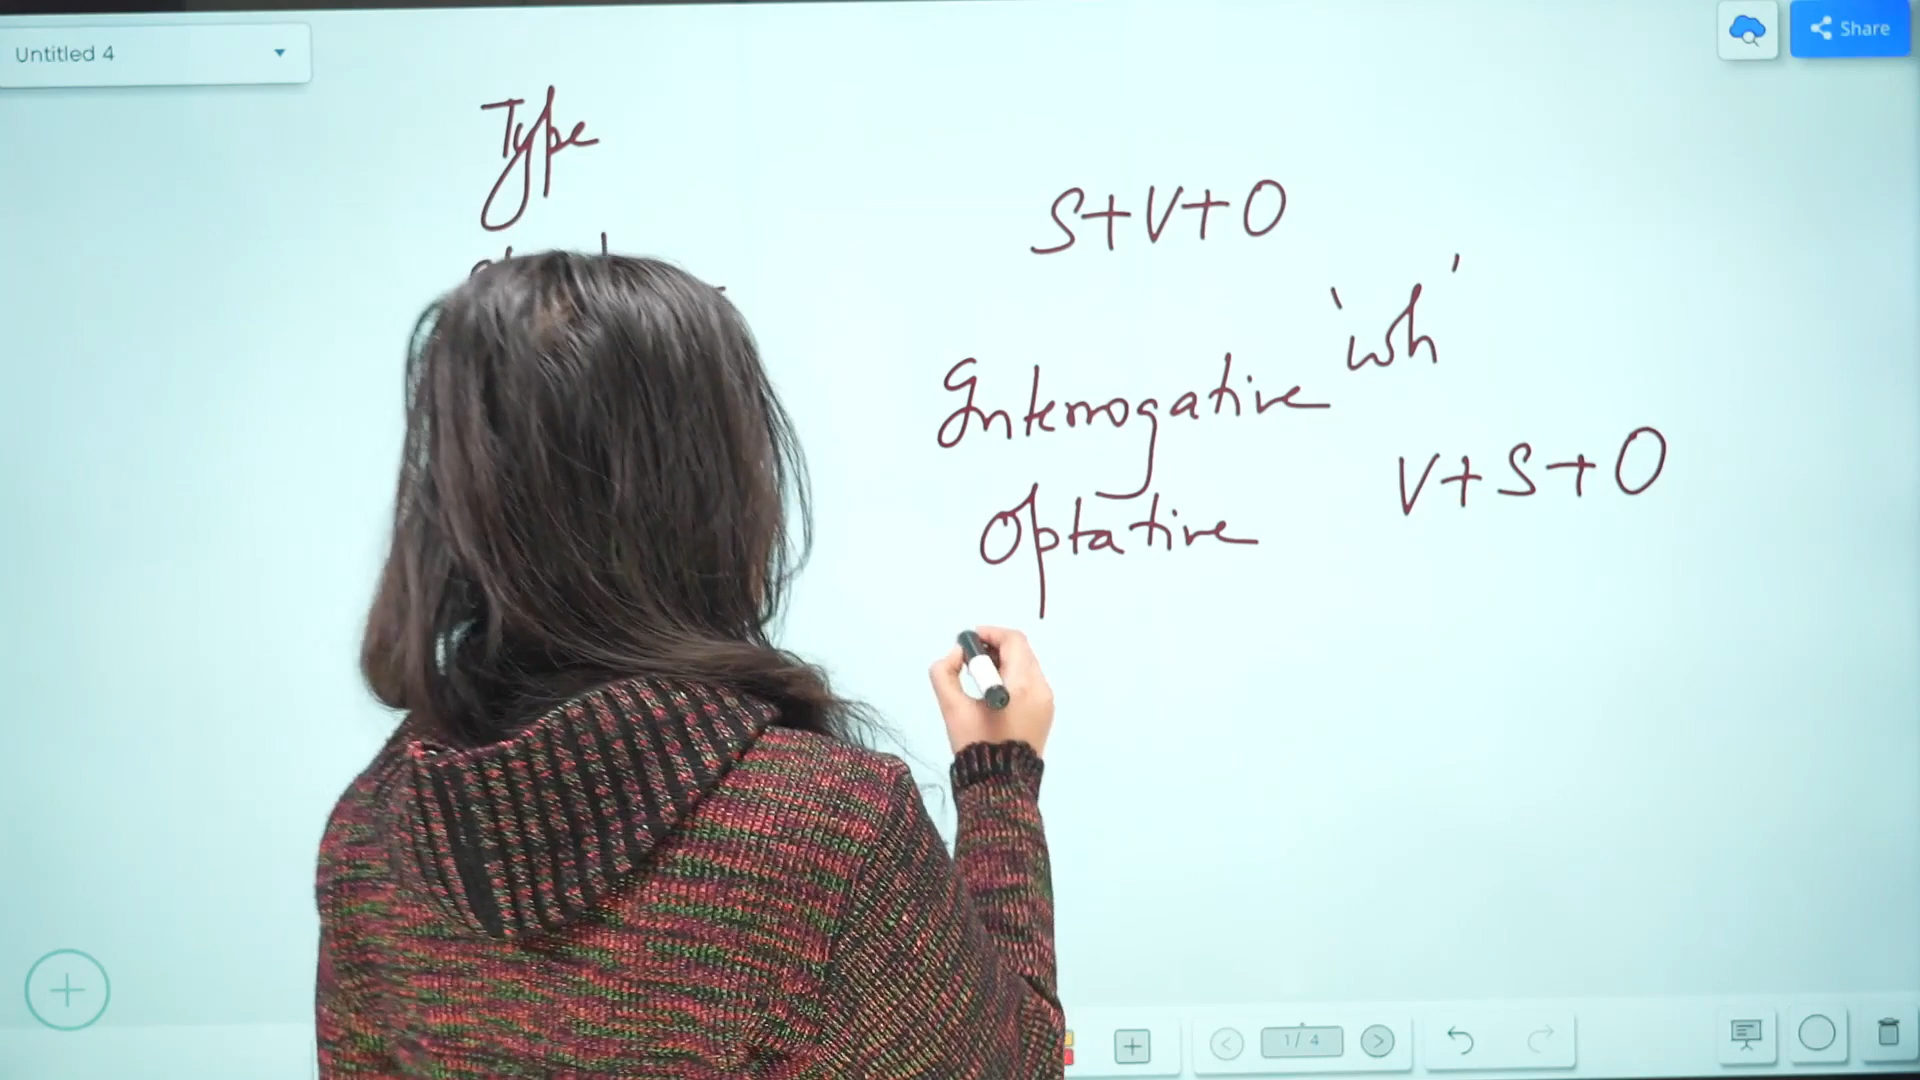 Untitled 4
Share
Type
S+V+O
'wh'
Interrogative
V+S+O
Optative
1/4